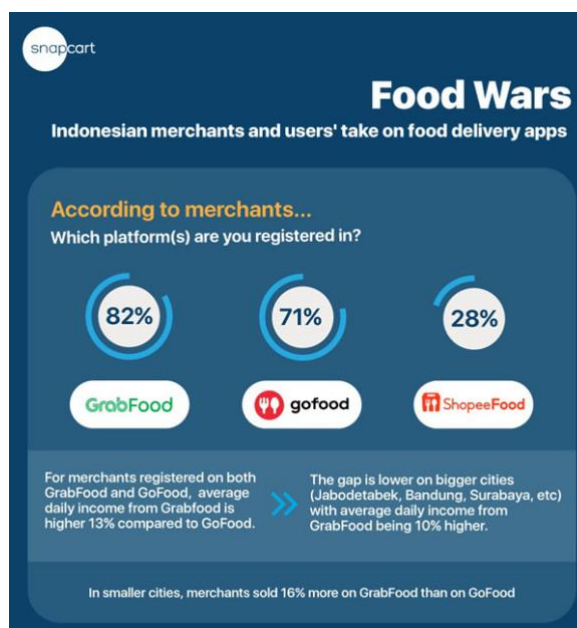 snapcart
Food Wars
Indonesian merchants and users' take on food delivery apps
According to merchants...
Which platform(s) are you registered in?
82%
71%
28%
GrabFood
gofood
ShopeeFood
For merchants registered on both
GrabFood and GoFood, average
daily income from Grabfood is
higher 13% compared to GoFood.
The gap is lower on bigger cities
(Jabodetabek, Bandung, Surabaya, etc)
with average daily income from
GrabFood being 10% higher.
In smaller cities, merchants sold 16% more on GrabFood than on GoFood